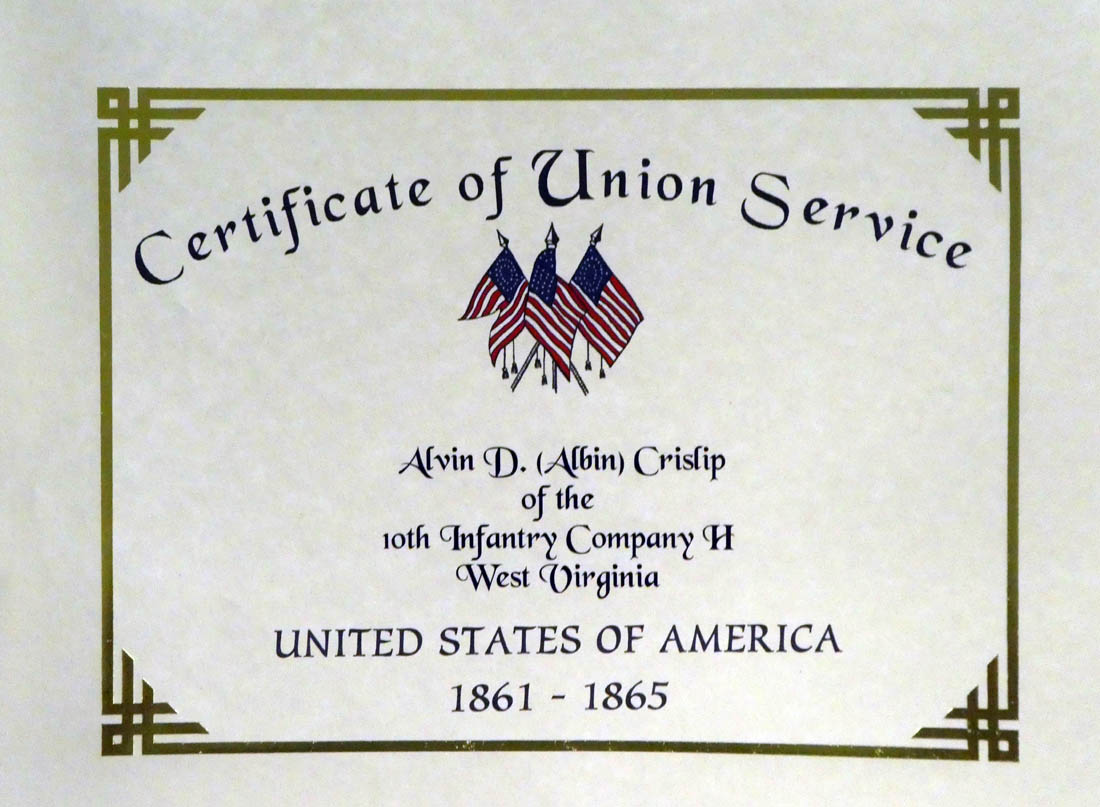 Certificate of Union Service
Alvin D. (Albin) Crislip
of the
10th Infantry Company H
West Virginia
UNITED STATES OF AMERICA
1861 - 1865